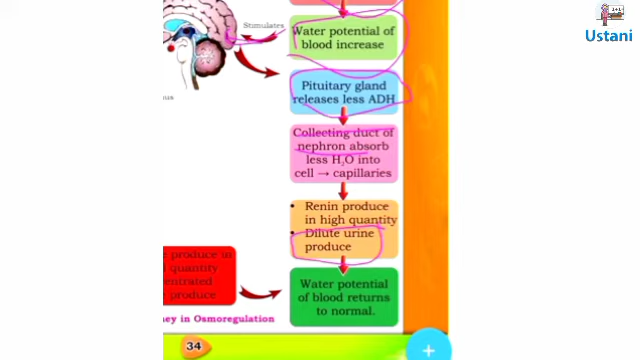 Ustani
Stimulates
Water potential of
blood increase
Pituitary gland
releases less ADH
Collecting duct of
nephron absorb
less H₂O into
cell → capillaries
• Renin produce
in high quantity
• Dilute urine
produce
produce in
quantity
produce
Water potential
of blood returns
to normal.
in Osmoregulation
34